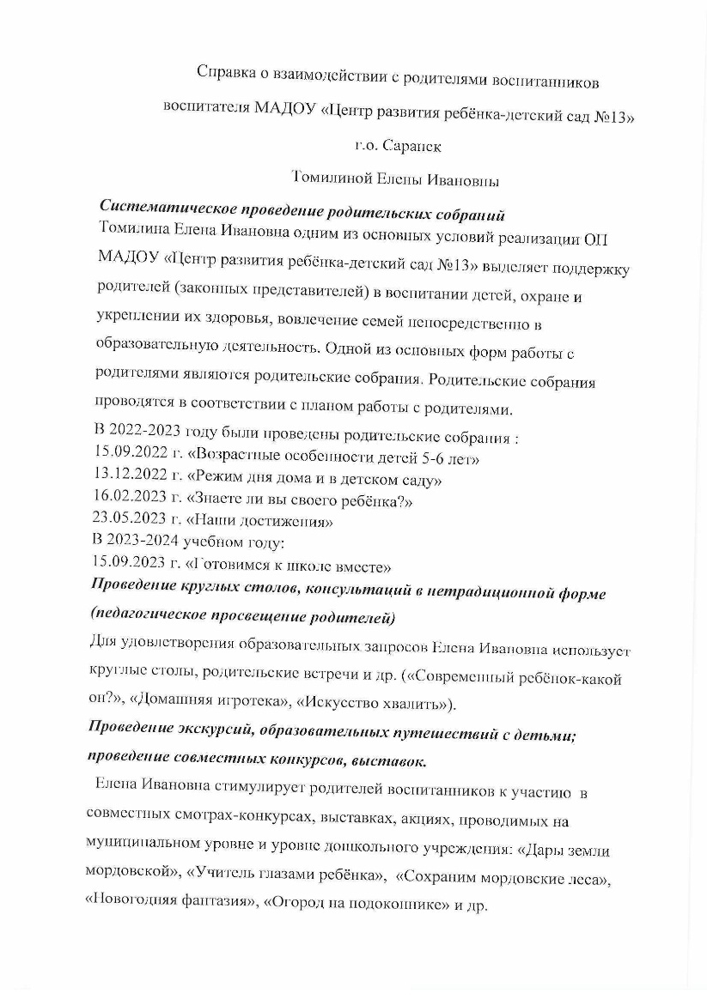 Справка о взаимодействии с родителями воспитанников
воспитателя МАДОУ «Центр развития ребёнка-детский сад №13»
г.о. Саранск
Томилиной Елены Ивановны
Систематическое проведение родительских собраний
Томилина Елена Ивановна одним из основных условий реализации ОП
МАДОУ «Центр развития ребёнка-детский сад №13» выделяет поддержку
родителей (законных представителей) в воспитании детей, охране и
укреплении их здоровья, вовлечение семей непосредственно в
образовательную деятельность. Одной из основных форм работы с
родителями являются родительские собрания. Родительские собрания
проводятся в соответствии с планом работы с родителями.
В 2022-2023 году были проведены родительские собрания :
15.09.2022 г. «Возрастные особенности детей 5-6 лет»
13.12.2022 г. «Режим дня дома и в детском саду»
16.02.2023 г. «Знаете ли вы своего ребёнка?»
23.05.2023 г. «Наши достижения»
В 2023-2024 учебном году:
15.09.2023 г. «Готовимся к школе вместе»
Проведение круглых столов, консультаций в нетрадиционной форме
(педагогическое просвещение родителей)
Для удовлетворения образовательных запросов Елена Ивановна использует
круглые столы, родительские встречи и др. («Современный ребёнок-какой
он?», «Домашняя игротека», «Искусство хвалить»).
Проведение экскурсий, образовательных путешествий с детьми;
проведение совместных конкурсов, выставок.
Елена Ивановна стимулирует родителей воспитанников к участию в
совместных смотрах-конкурсах, выставках, акциях, проводимых на
муниципальном уровне и уровне дошкольного учреждения: «Дары земли
мордовской», «Учитель глазами ребёнка», «Сохраним мордовские леса»,
«Новогодняя фантазия», «Огород на подоконнике» и др.